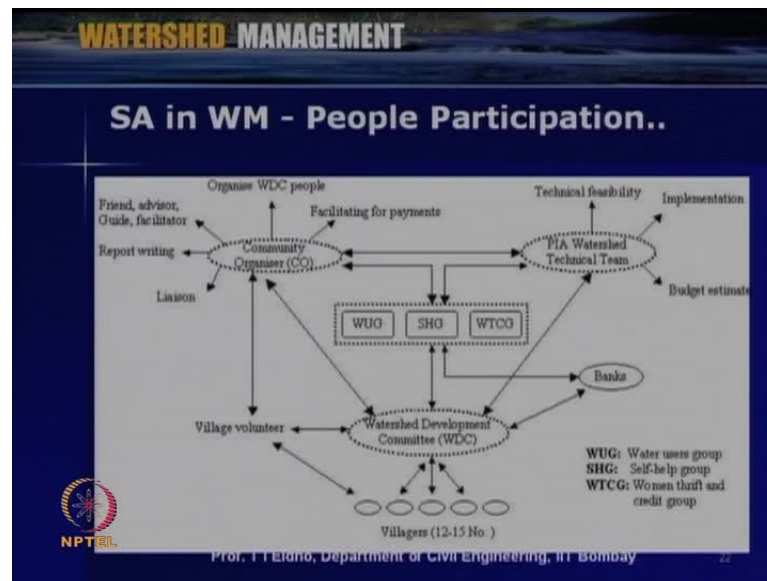 WATERSHED MANAGEMENT
SA in WM - People Participation..
Organise WDC people
Friend, advisor,
Guide, facilitator
Facilitating for payments
Report writing
Community
Organiser (CO)
Liaison
Technical feasibility
Implementation
PIA Watershed
Technical Team
Budget estimate
WUG
SHG
WTCG
Banks
Village volunteer
Watershed Development
Committee (WDC)
WUG: Water users group
SHG: Self-help group
WTCG: Women thrift and
credit group
Villagers (12-15 No.)
NPTEL
Prof. T I Eldho, Department of Civil Engineering, IIT Bombay
22